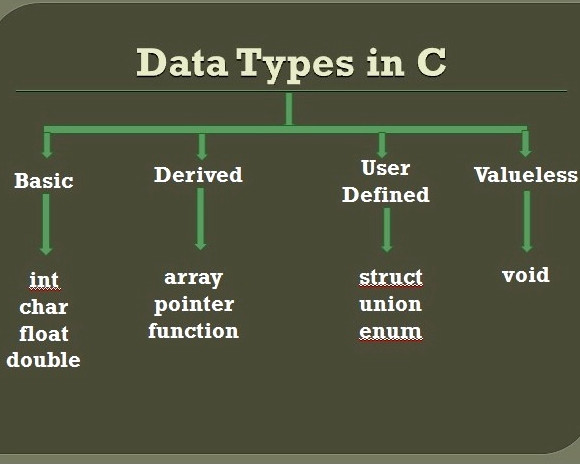 Data Types in C
Basic
Derived
User
Defined
Valueless
int
char
float
double
array
pointer
function
struct
union
enum
void